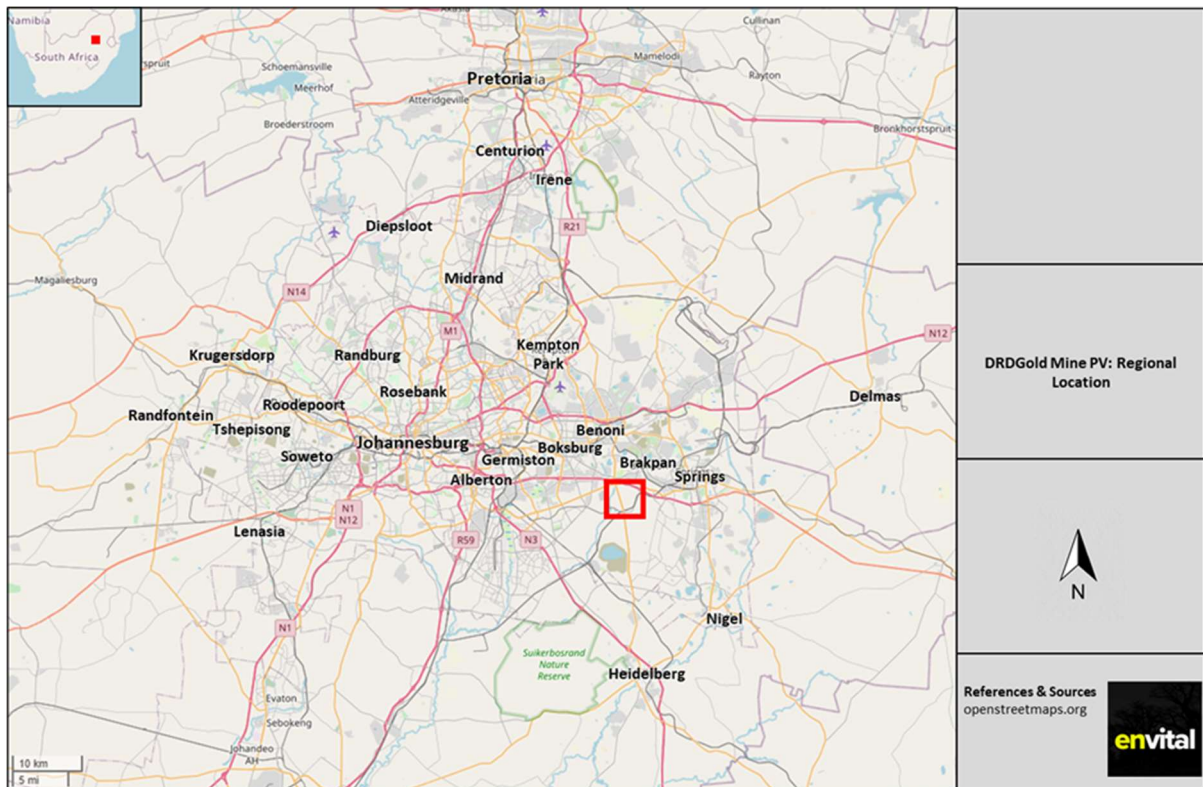 Namibia
South Africa
Schoemansville
Meerhof
Broederstroom
Atteridgeville
Pretoria
Mamelodi
Cullinan
Rayton
Bronkhorstspruit
Centurion
Irene
R21
Diepsloot
Midrand
Magaliesburg
N14
M1
N12
Krugersdorp
Randburg
Kempton
Park
Rosebank
Delmas
Randfontein
Roodepoort
Tshepisong
Johannesburg
Benoni
Boksburg
Soweto
Germiston
Brakpan
Alberton
Springs
N1
N12
Lenasia
R59
N3
N1
Nigel
Suikerbosrand
Nature
Reserve
Heidelberg
Evaton
Sebokeng
Johandeo
AH
10 km
5 mi
DRDGold Mine PV: Regional
Location
N
References & Sources
openstreetmaps.org
envital